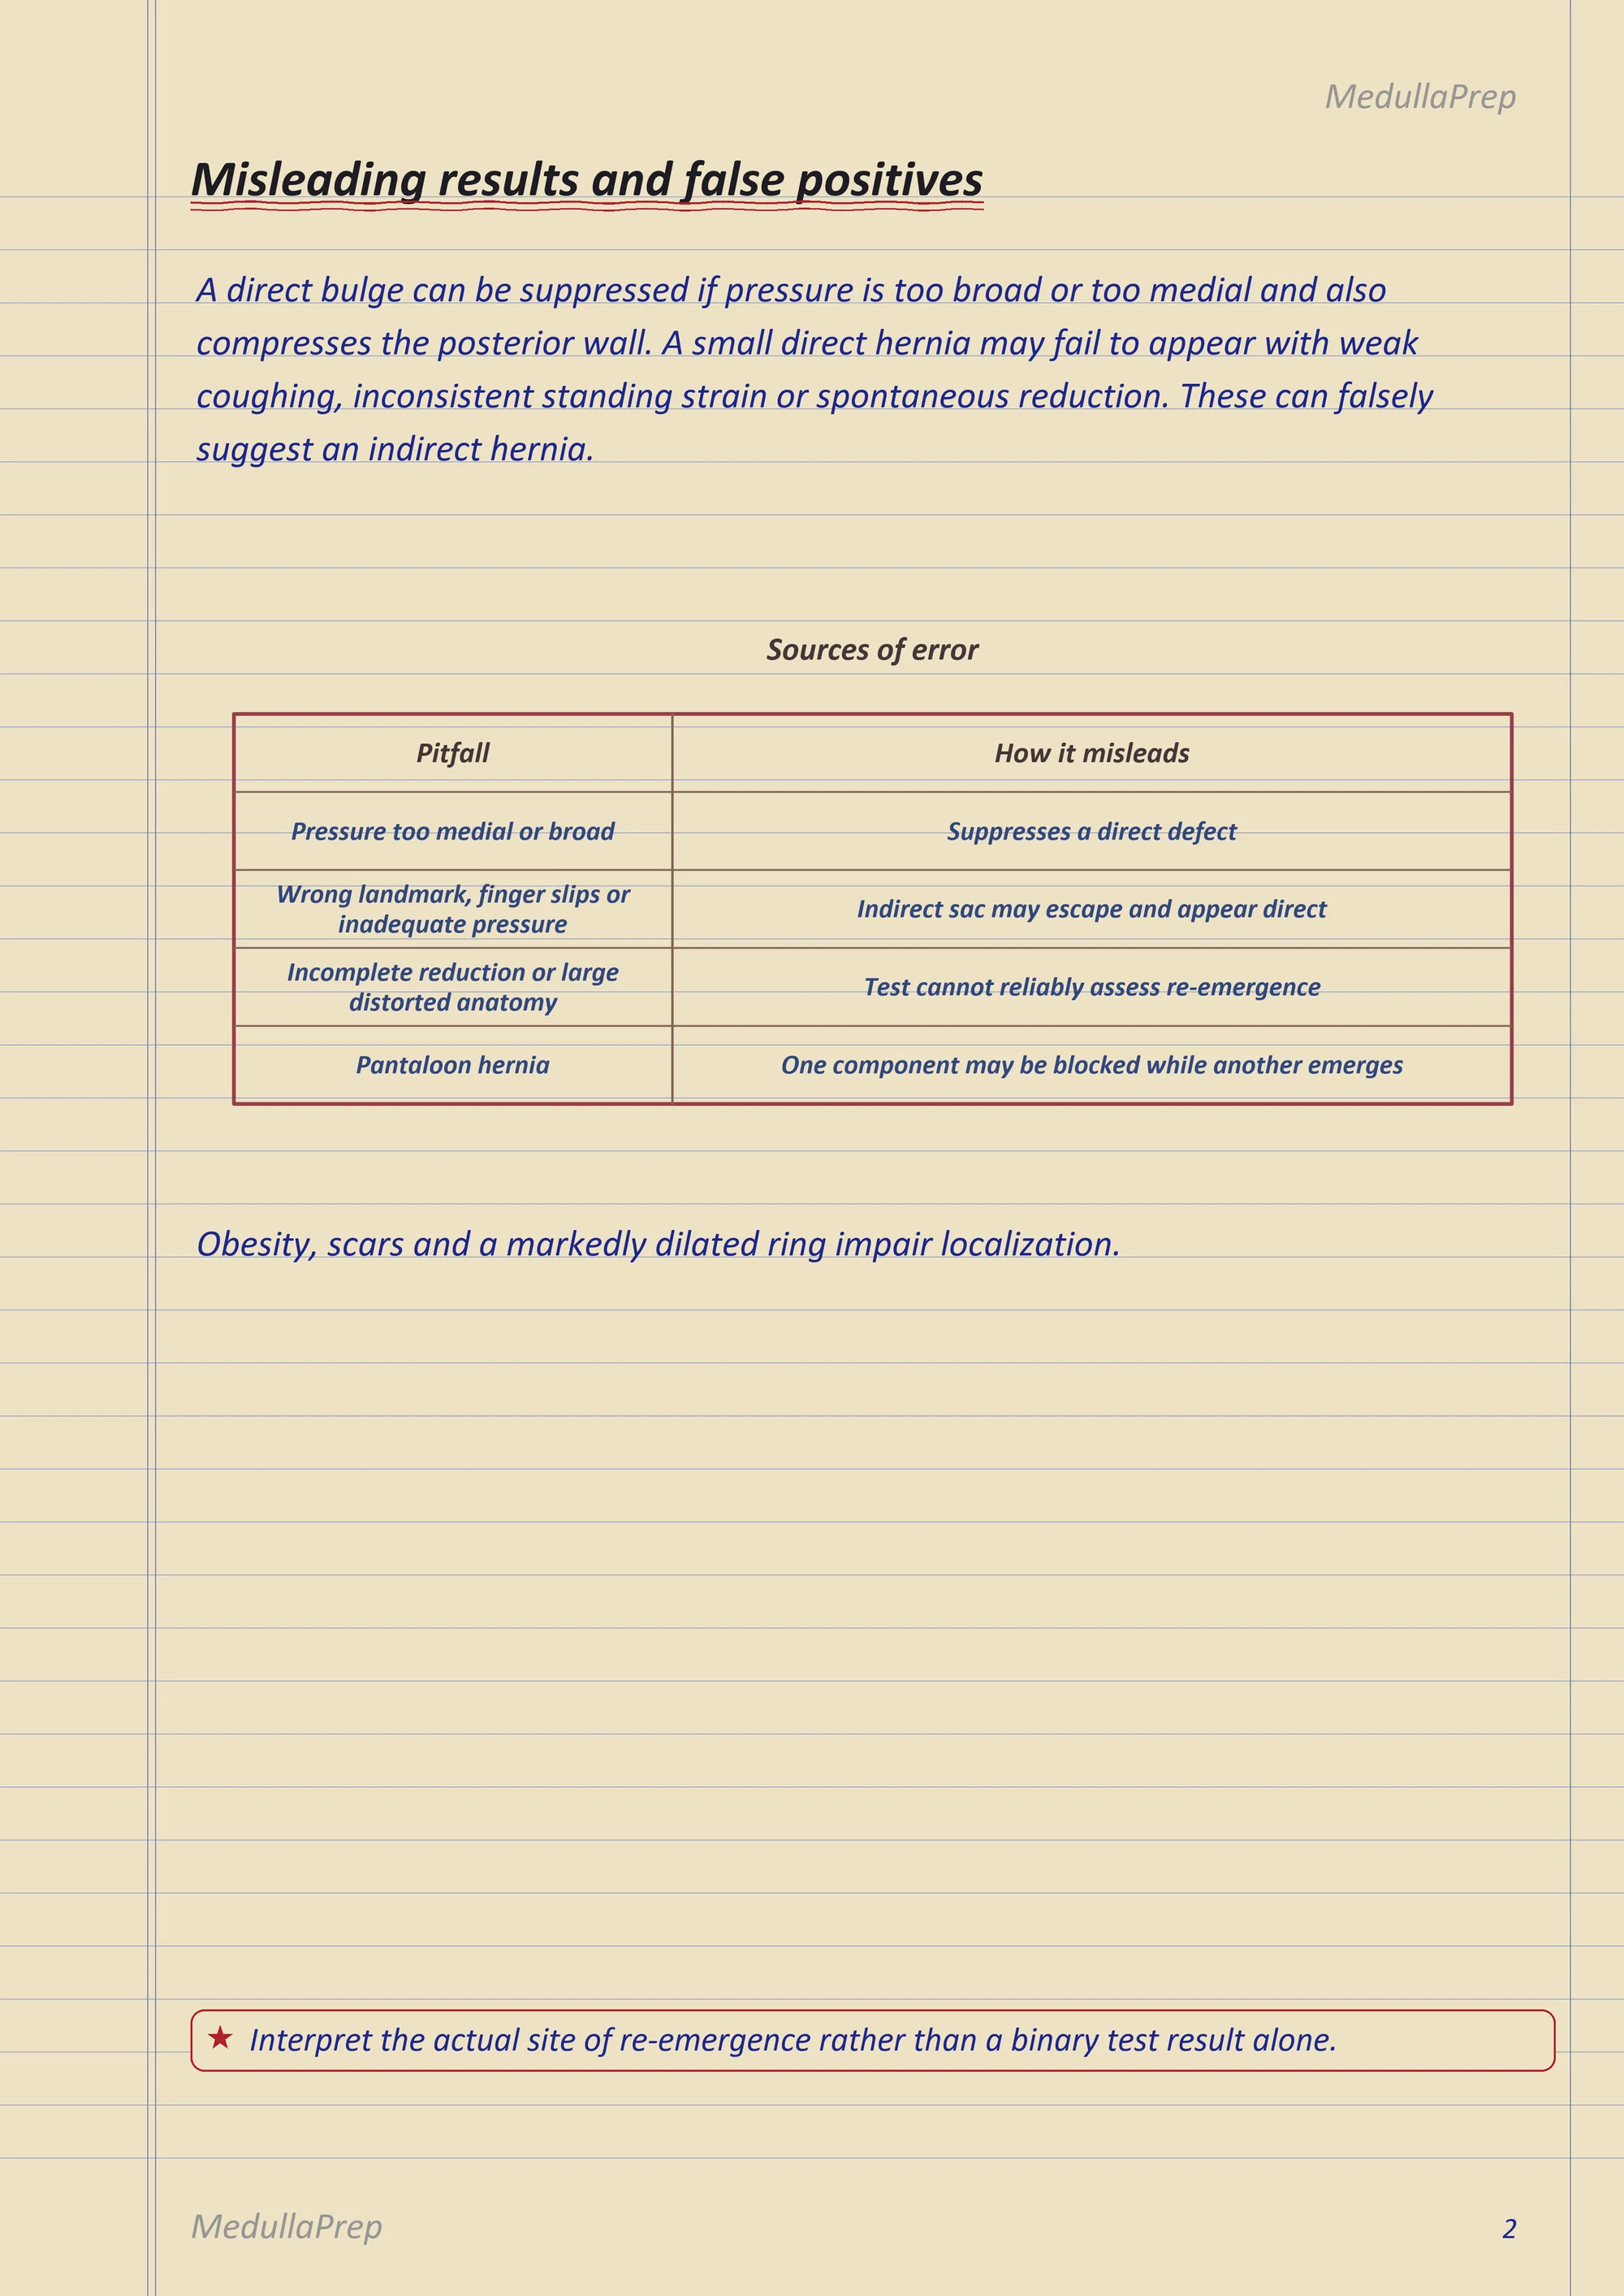 MedullaPrep
Misleading results and false positives
A direct bulge can be suppressed if pressure is too broad or too medial and also
compresses the posterior wall. A small direct hernia may fail to appear with weak
coughing, inconsistent standing strain or spontaneous reduction. These can falsely
suggest an indirect hernia.
Sources of error
Pitfall How it misleads
Pressure too medial or broad Suppresses a direct defect
Wrong landmark, finger slips or
inadequate pressure
Indirect sac may escape and appear direct
Incomplete reduction or large
distorted anatomy
Test cannot reliably assess re-emergence
Pantaloon hernia One component may be blocked while another emerges
Obesity, scars and a markedly dilated ring impair localization.
★ Interpret the actual site of re-emergence rather than a binary test result alone.
MedullaPrep 2